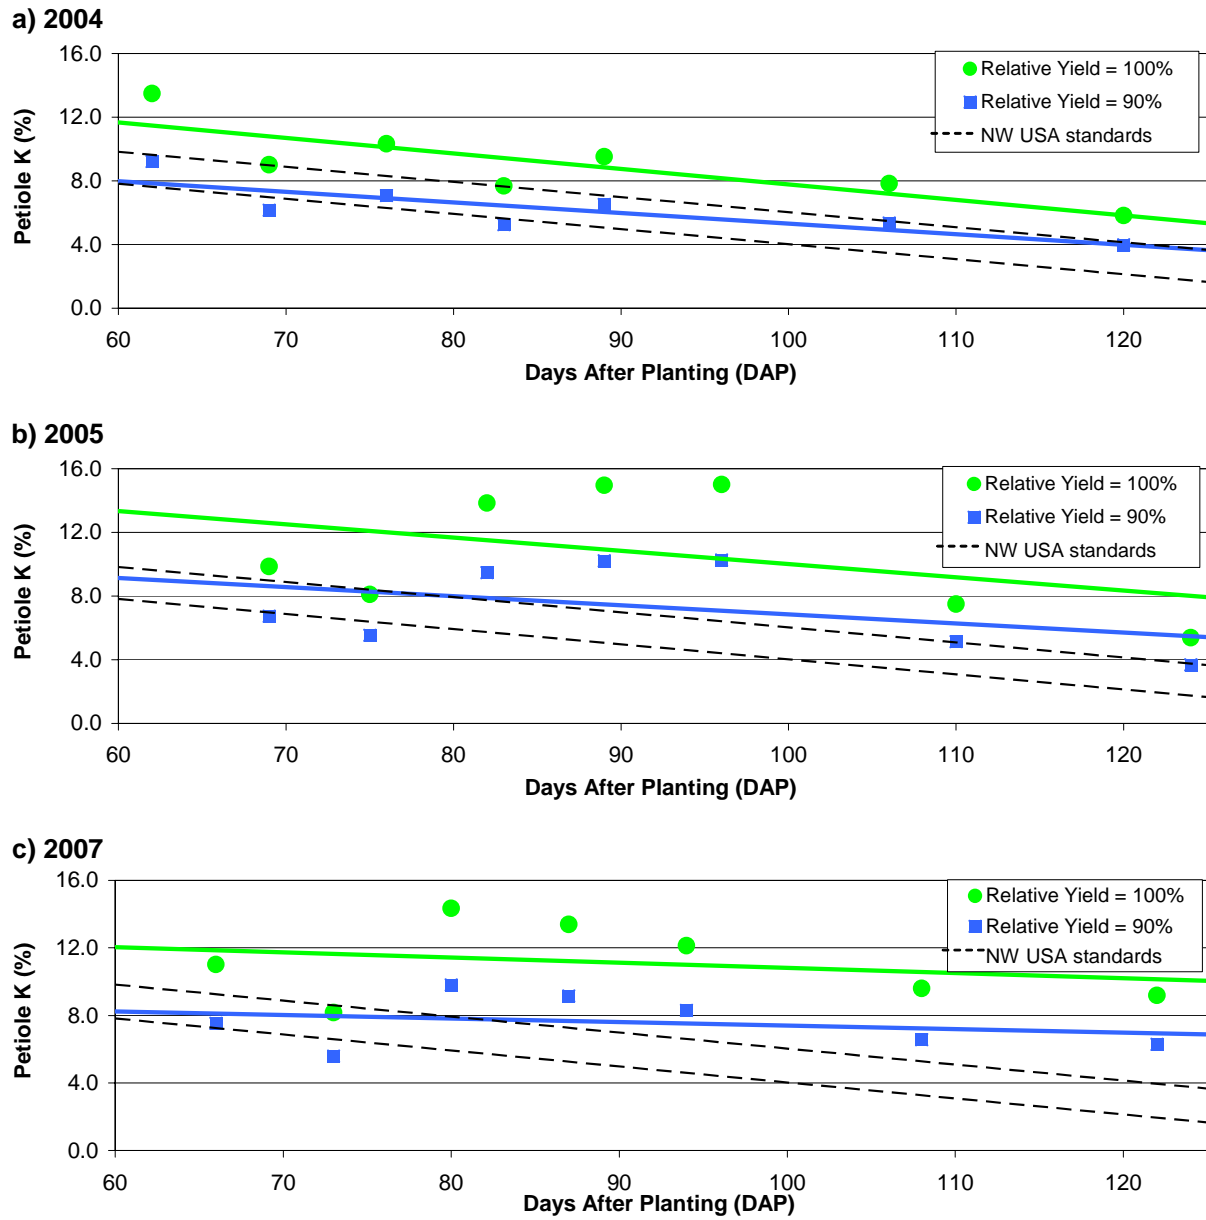 a) 2004
16.0
12.0
8.0
4.0
0.0
Petiole K (%)
Relative Yield = 100%
Relative Yield = 90%
NW USA standards
60 70 80 90 100 110 120
Days After Planting (DAP)
b) 2005
16.0
12.0
8.0
4.0
0.0
Petiole K (%)
Relative Yield = 100%
Relative Yield = 90%
NW USA standards
60 70 80 90 100 110 120
Days After Planting (DAP)
c) 2007
16.0
12.0
8.0
4.0
0.0
Petiole K (%)
Relative Yield = 100%
Relative Yield = 90%
NW USA standards
60 70 80 90 100 110 120
Days After Planting (DAP)